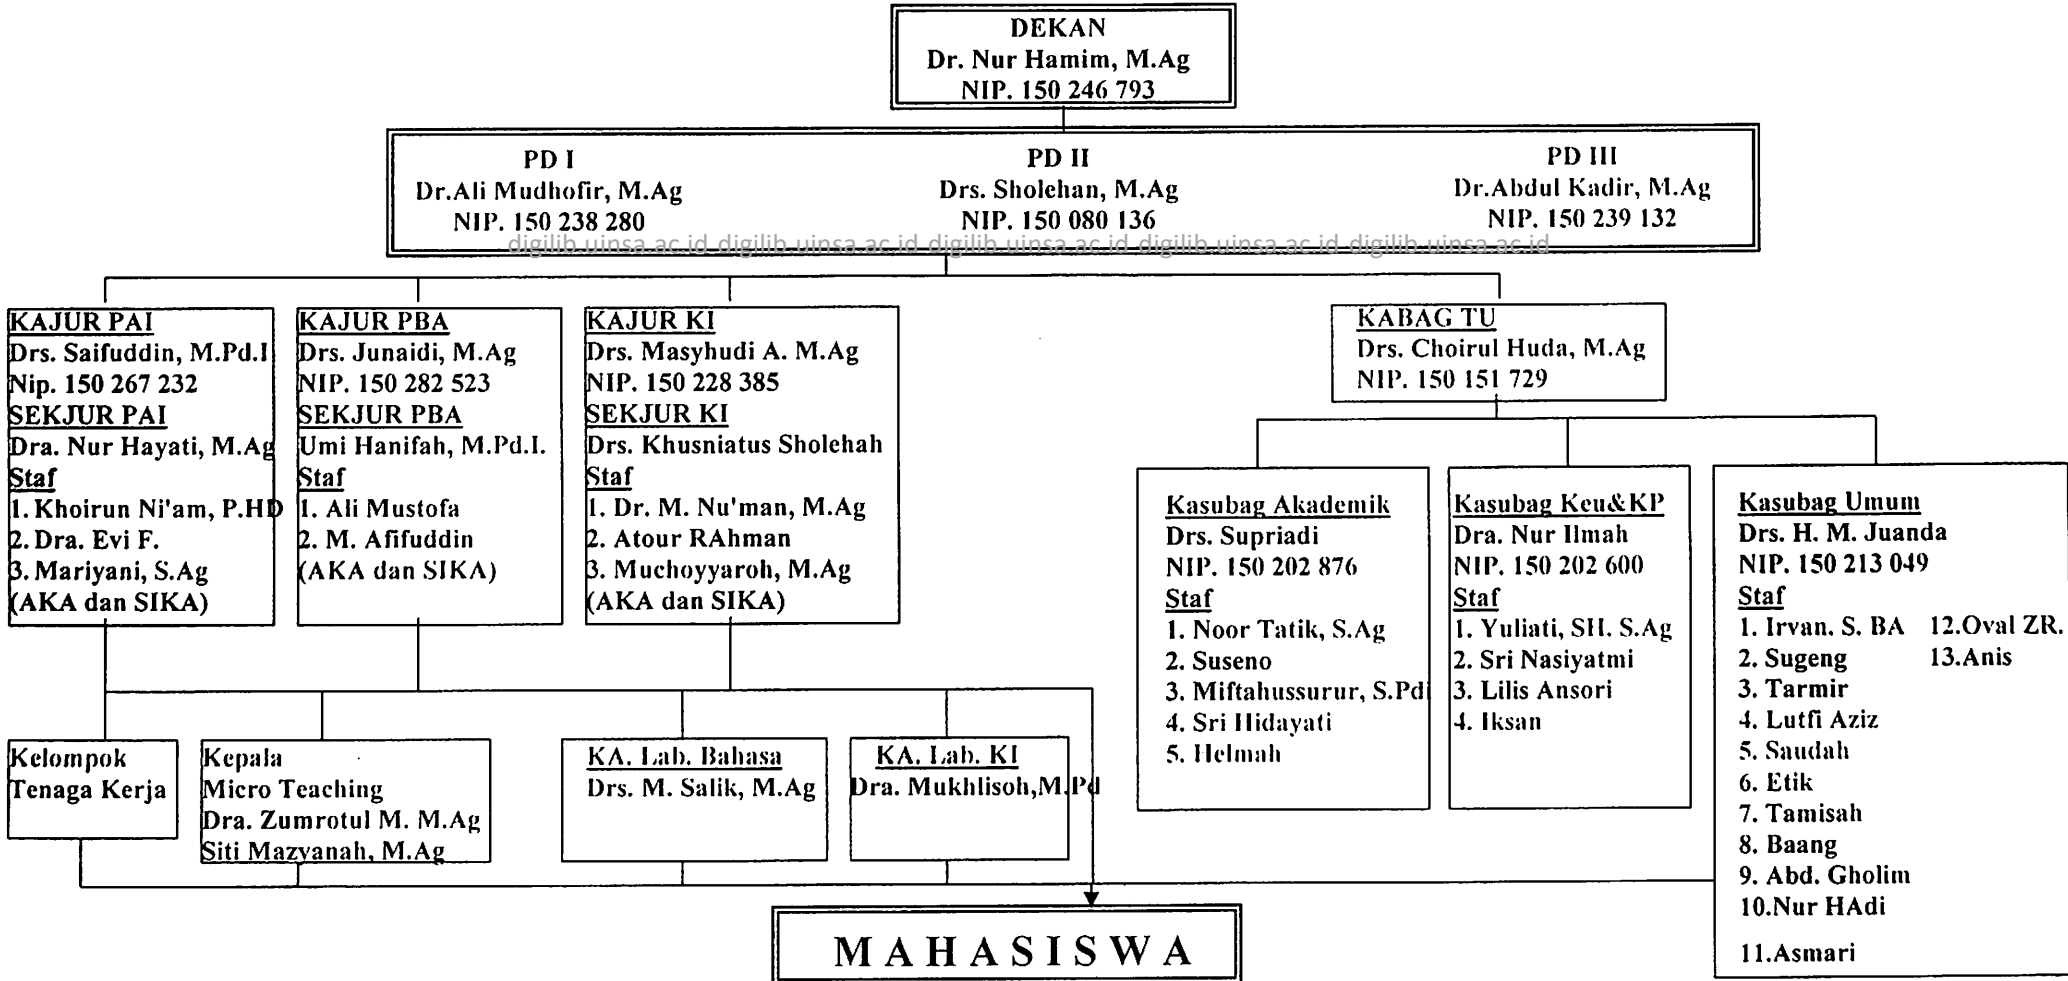 DEKAN
Dr. Nur Hamim, M.Ag
NIP. 150 246 793
PD I
Dr.Ali Mudhofir, M.Ag
NIP. 150 238 280
PD II
Drs. Sholehan, M.Ag
NIP. 150 080 136
PD III
Dr.Abdul Kadir, M.Ag
NIP. 150 239 132
digilib.uinsa.ac.id digilib.uinsa.ac.id digilib.uinsa.ac.id digilib.uinsa.ac.id digilib.uinsa.ac.id
KAJUR PAI
Drs. Saifuddin, M.Pd.I
Nip. 150 267 232
SEKJUR PAI
Dra. Nur Hayati, M.Ag
Staf
1. Khoirun Ni'am, P.HD
2. Dra. Evi F.
3. Mariyani, S.Ag
(AKA dan SIKA)
KAJUR PBA
Drs. Junaidi, M.Ag
NIP. 150 282 523
SEKJUR PBA
Umi Hanifah, M.Pd.I.
Staf
1. Ali Mustofa
2. M. Afifuddin
(AKA dan SIKA)
KAJUR KI
Drs. Masyhudi A. M.Ag
NIP. 150 228 385
SEKJUR KI
Drs. Khusniatus Sholehah
Staf
1. Dr. M. Nu'man, M.Ag
2. Atour RAhman
3. Muchoyyaroh, M.Ag
(AKA dan SIKA)
KABAG TU
Drs. Choirul Huda, M.Ag
NIP. 150 151 729
Kasubag Akademik
Drs. Supriadi
NIP. 150 202 876
Staf
1. Noor Tatik, S.Ag
2. Suseno
3. Miftahussurur, S.Pdi
4. Sri Hidayati
5. Helmah
Kasubag Keu&KP
Dra. Nur Ilmah
NIP. 150 202 600
Staf
1. Yuliati, SH. S.Ag
2. Sri Nasiyatmi
3. Lilis Ansori
4. Iksan
Kasubag Umum
Drs. H. M. Juanda
NIP. 150 213 049
Staf
1. Irvan. S. BA 12.Oval ZR.
2. Sugeng 13.Anis
3. Tarmir
4. Lutfi Aziz
5. Saudah
6. Etik
7. Tamisah
8. Baang
9. Abd. Gholim
10.Nur HAdi
11.Asmari
Kelompok
Tenaga Kerja
Kepala
Micro Teaching
Dra. Zumrotul M. M.Ag
Siti Mazyanah, M.Ag
KA. Lab. Bahasa
Drs. M. Salik, M.Ag
KA. Lab. KI
Dra. Mukhlisoh,M.Pd
MAHASISWA